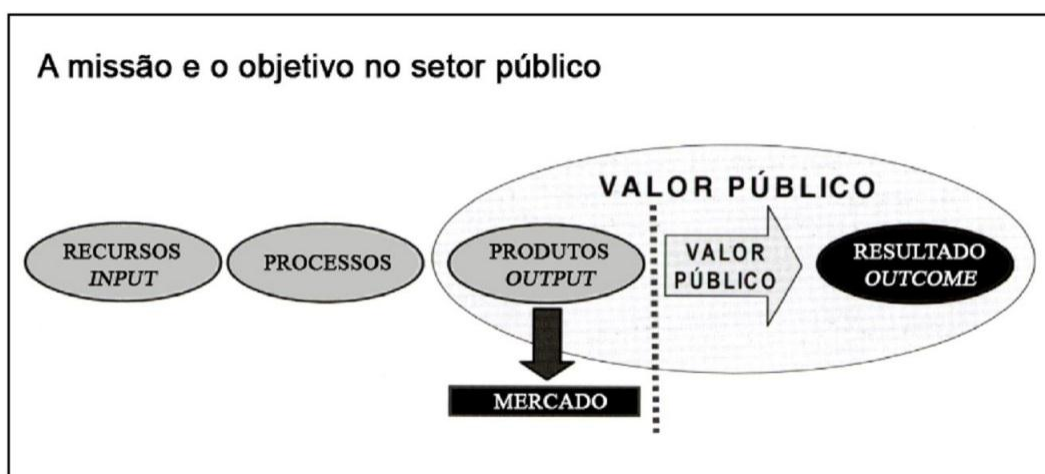 A missão e o objetivo no setor público
VALOR PÚBLICO
RECURSOS
INPUT
PROCESSOS
PRODUTOS
OUTPUT
VALOR
PÚBLICO
RESULTADO
OUTCOME
MERCADO